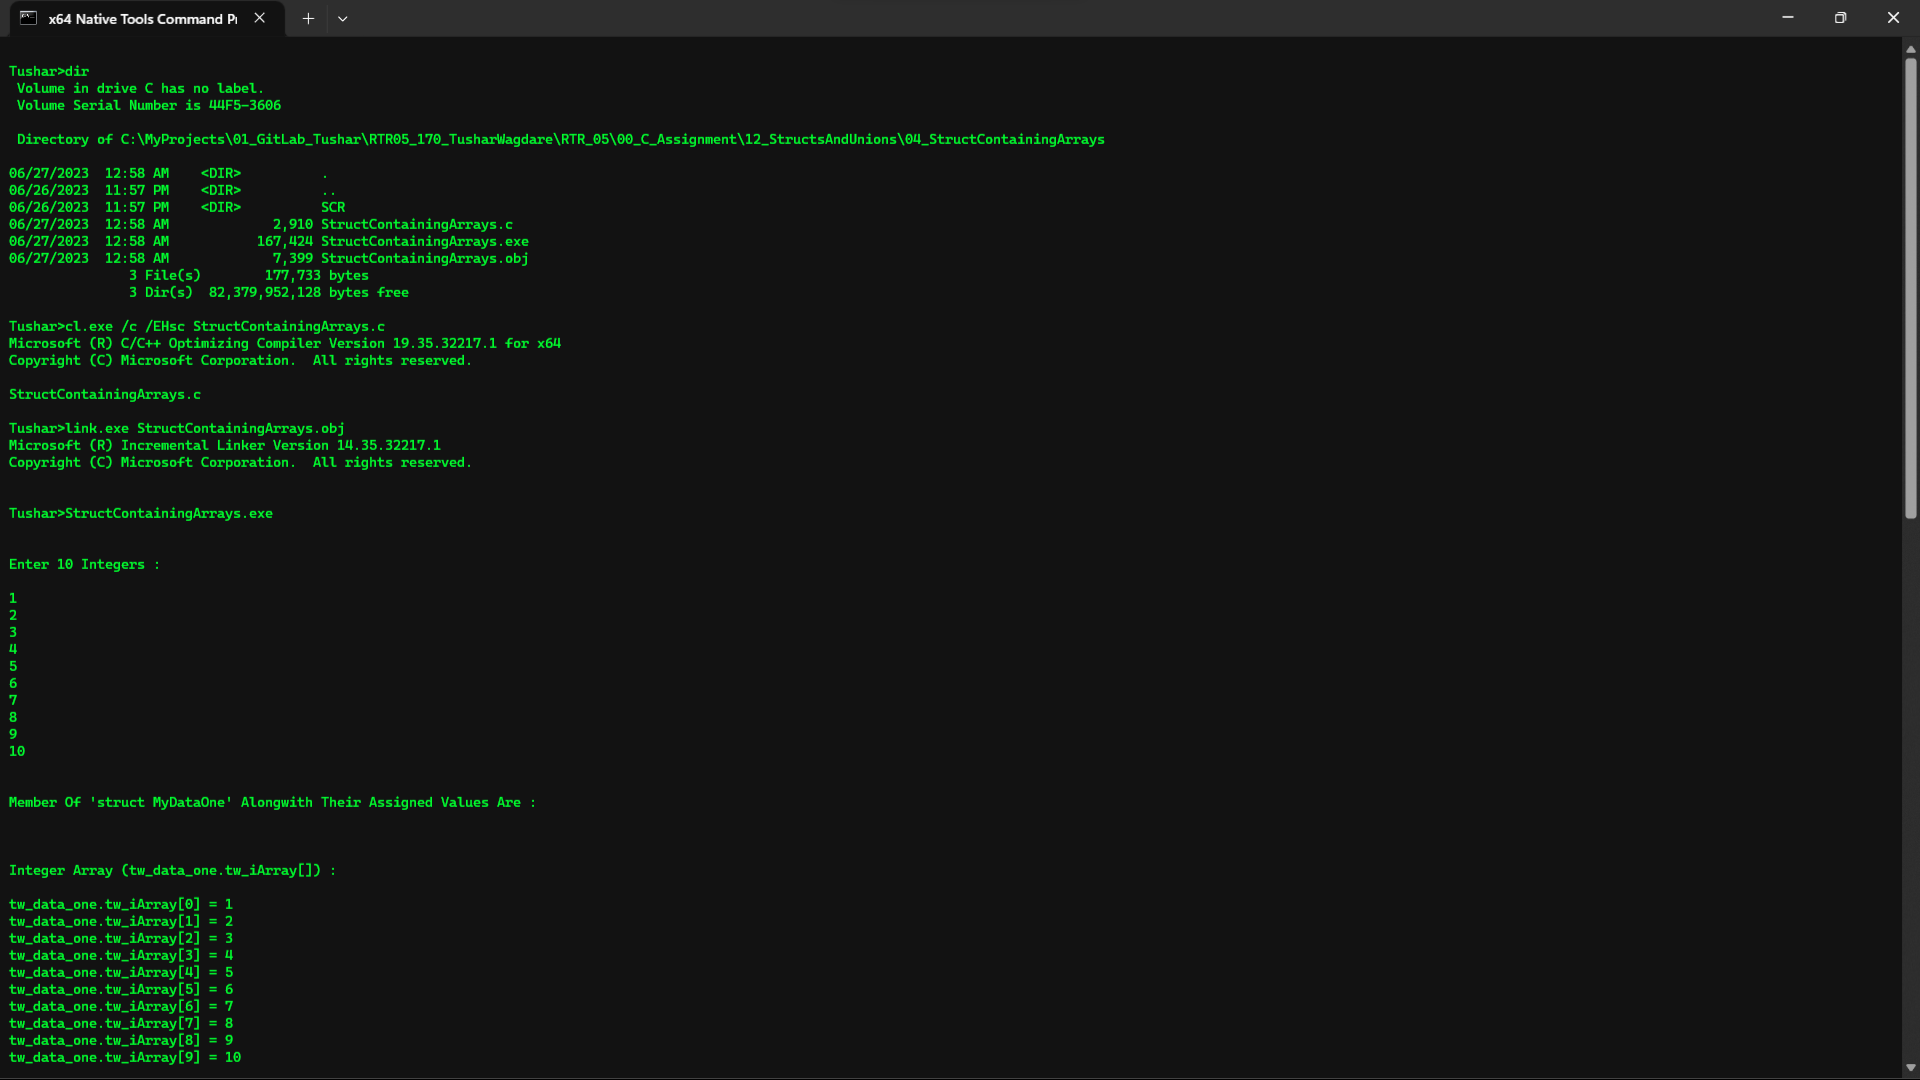 x64 Native Tools Command P
Tushar>dir
 Volume in drive C has no label.
 Volume Serial Number is 44F5-3606
 Directory of C:\MyProjects\01_GitLab_Tushar\RTR05_170_TusharWagdare\RTR_05\00_C_Assignment\12_StructsAndUnions\04_StructContainingArrays
06/27/2023  12:58 AM    <DIR>          .
06/26/2023  11:57 PM    <DIR>          ..
06/26/2023  11:57 PM    <DIR>          SCR
06/27/2023  12:58 AM             2,910 StructContainingArrays.c
06/27/2023  12:58 AM           167,424 StructContainingArrays.exe
06/27/2023  12:58 AM             7,399 StructContainingArrays.obj
               3 File(s)        177,733 bytes
               3 Dir(s)  82,379,952,128 bytes free
Tushar>cl.exe /c /EHsc StructContainingArrays.c
Microsoft (R) C/C++ Optimizing Compiler Version 19.35.32217.1 for x64
Copyright (C) Microsoft Corporation.  All rights reserved.
StructContainingArrays.c
Tushar>link.exe StructContainingArrays.obj
Microsoft (R) Incremental Linker Version 14.35.32217.1
Copyright (C) Microsoft Corporation.  All rights reserved.
Tushar>StructContainingArrays.exe
Enter 10 Integers :
1
2
3
4
5
6
7
8
9
10
Member Of 'struct MyDataOne' Alongwith Their Assigned Values Are :
Integer Array (tw_data_one.tw_iArray[]) :
tw_data_one.tw_iArray[0] = 1
tw_data_one.tw_iArray[1] = 2
tw_data_one.tw_iArray[2] = 3
tw_data_one.tw_iArray[3] = 4
tw_data_one.tw_iArray[4] = 5
tw_data_one.tw_iArray[5] = 6
tw_data_one.tw_iArray[6] = 7
tw_data_one.tw_iArray[7] = 8
tw_data_one.tw_iArray[8] = 9
tw_data_one.tw_iArray[9] = 10